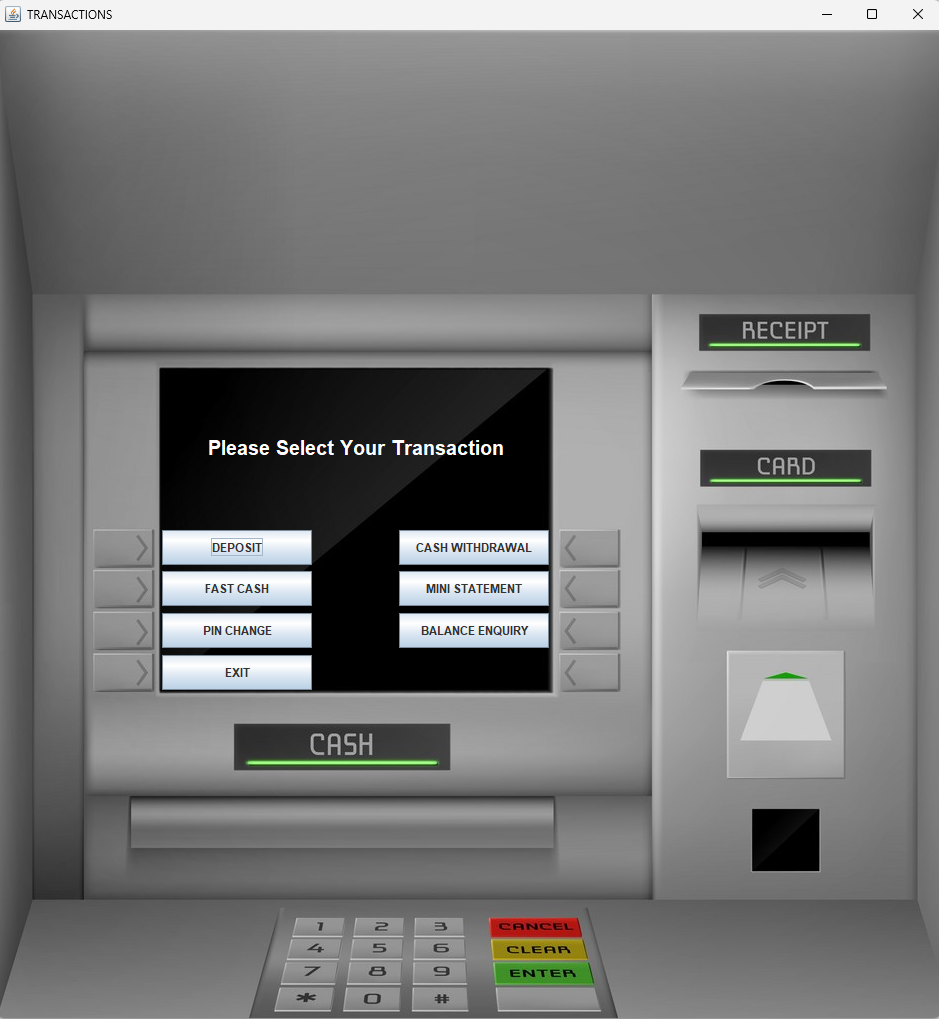 TRANSACTIONS
RECEIPT
Please Select Your Transaction
CARD
DEPOSIT CASH WITHDRAWAL
FAST CASH MINI STATEMENT
PIN CHANGE BALANCE ENQUIRY
EXIT
CASH
1 2 3 CANCEL
4 5 6 CLEAR
7 8 9 ENTER
* 0 #